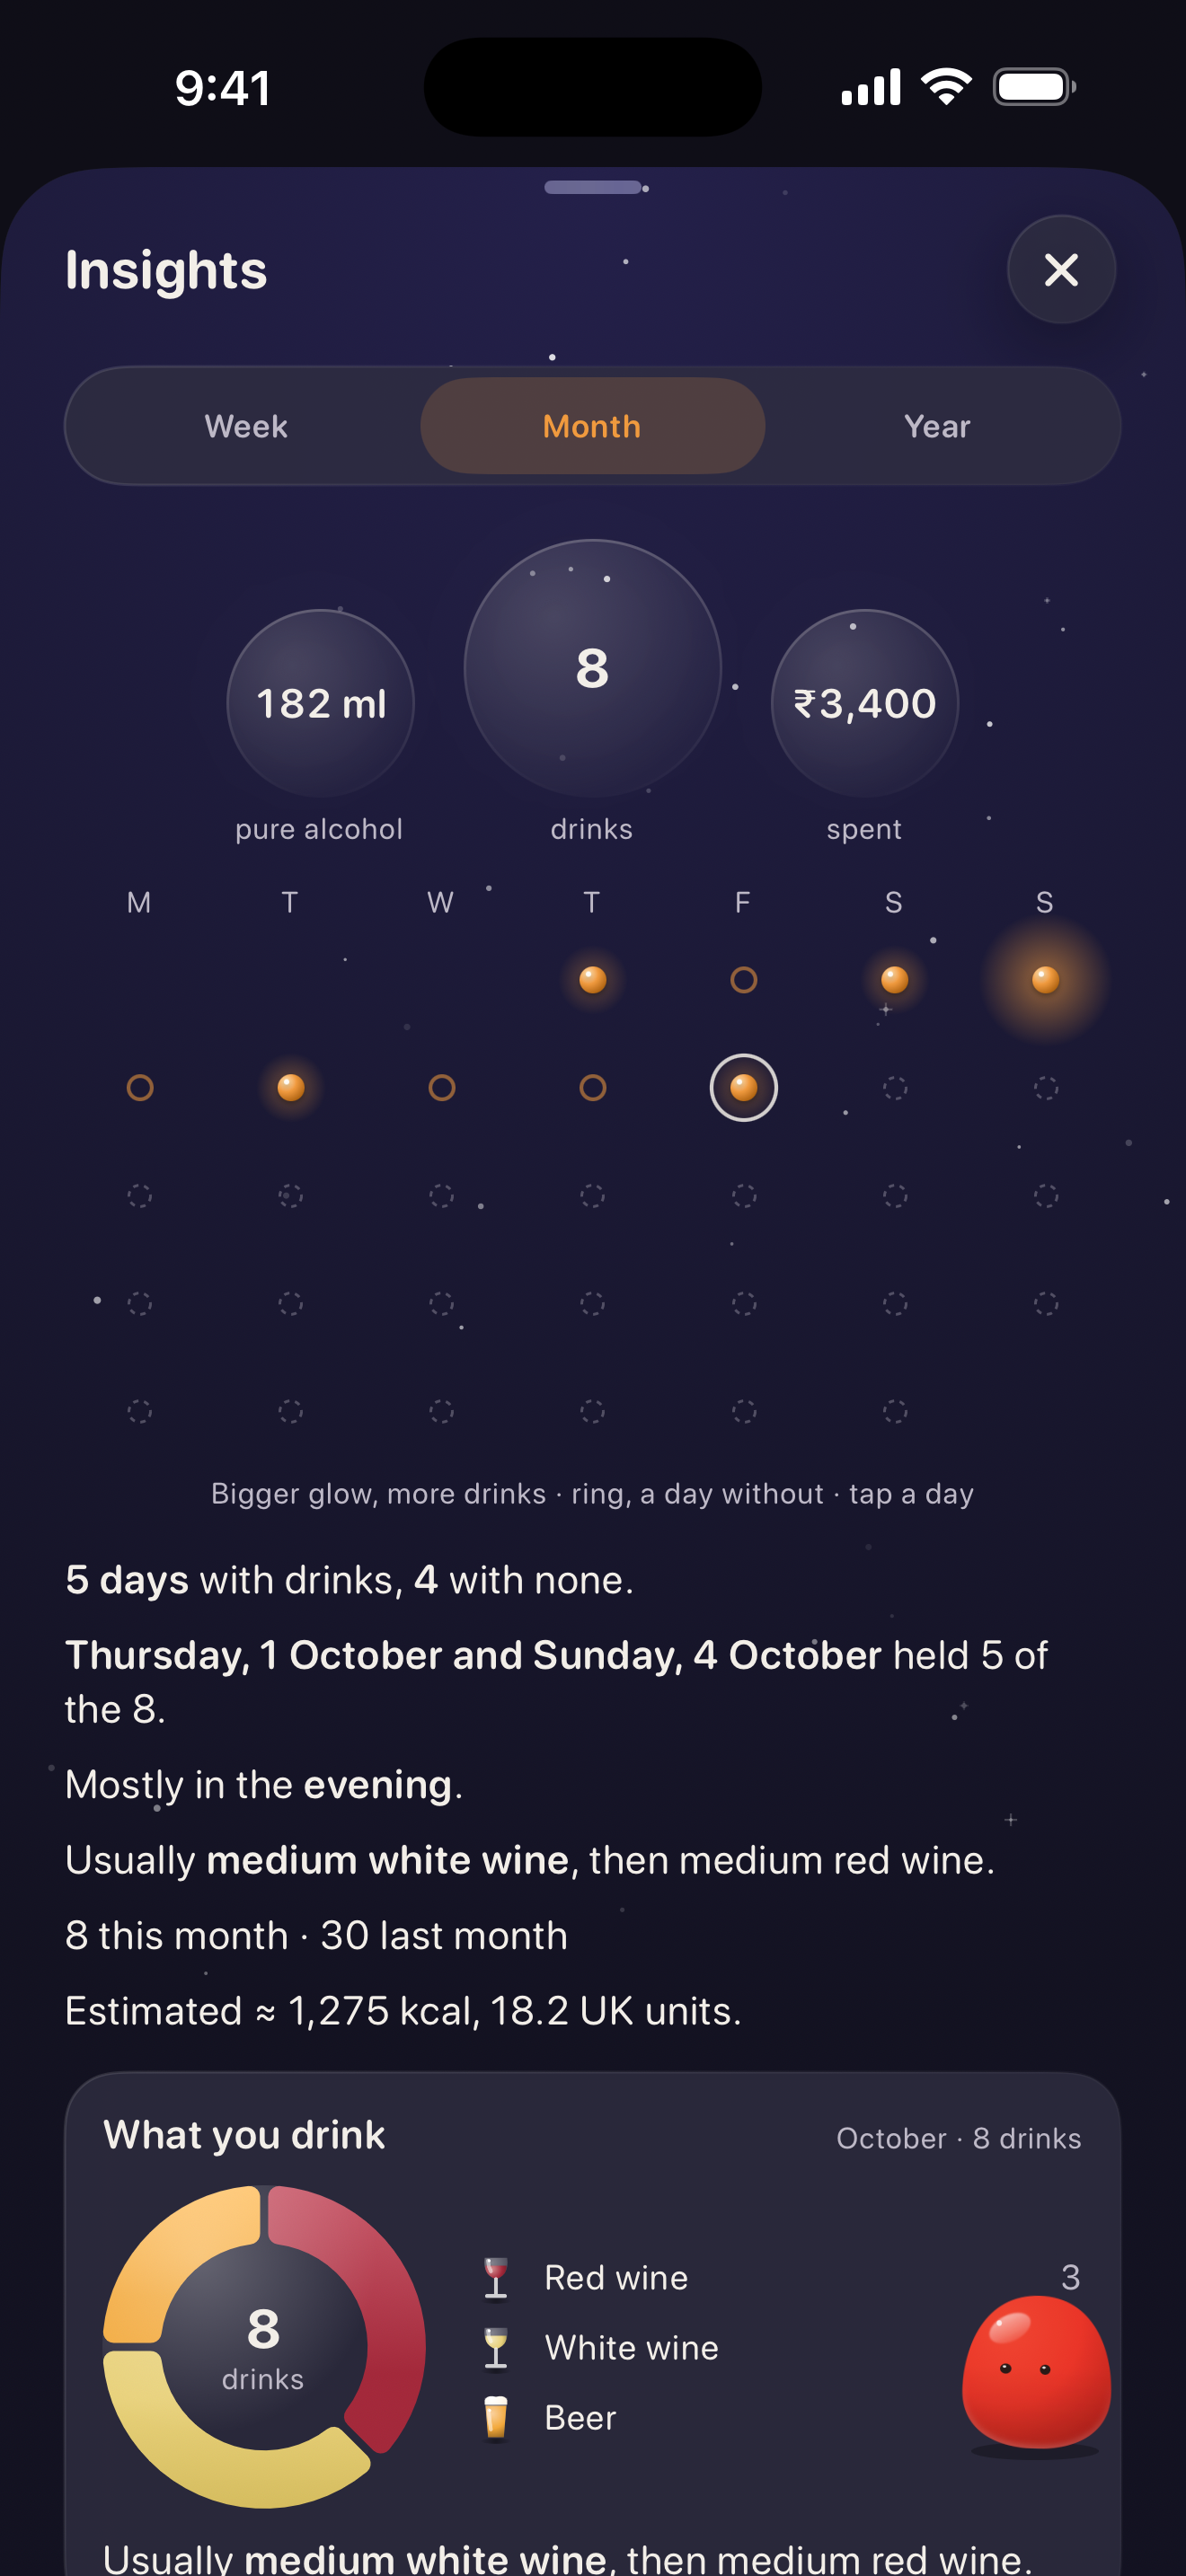 9:41
Insights
Week Month Year
182 ml
8
₹3,400
pure alcohol
drinks
spent
M T W T F S S
Bigger glow, more drinks · ring, a day without · tap a day
5 days with drinks, 4 with none.
Thursday, 1 October and Sunday, 4 October held 5 of
the 8.
Mostly in the evening.
Usually medium white wine, then medium red wine.
8 this month · 30 last month
Estimated ≈ 1,275 kcal, 18.2 UK units.
What you drink
October · 8 drinks
8
drinks
Red wine 3
White wine
Beer
Usually medium white wine, then medium red wine.